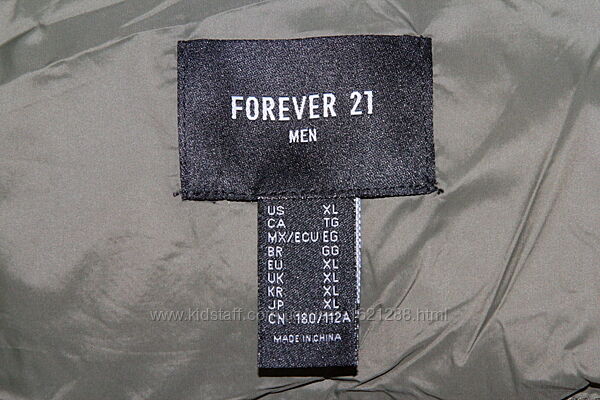 FOREVER 21
MEN
US XL
CA TG
MX/ECU EG
BR GG
EU XL
UK XL
KR XL
JP XL
CN 180/112A
MADE IN CHINA